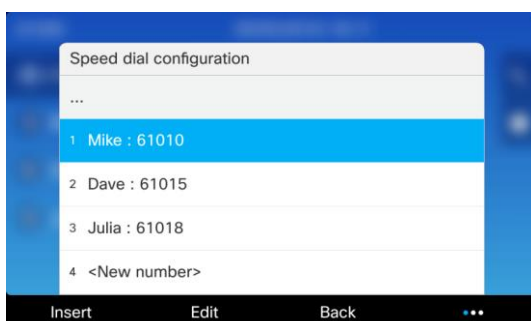 Speed dial configuration
...
1 Mike : 61010
2 Dave : 61015
3 Julia : 61018
4 <New number>
Insert Edit Back